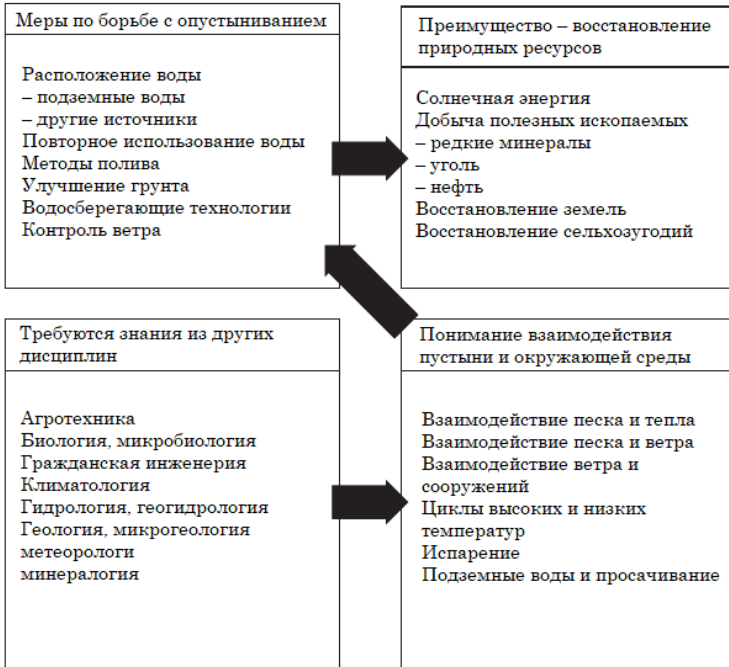 Меры по борьбе с опустыниванием
Расположение воды
– подземные воды
– другие источники
Повторное использование воды
Методы полива
Улучшение грунта
Водосберегающие технологии
Контроль ветра
Преимущество – восстановление
природных ресурсов
Солнечная энергия
Добыча полезных ископаемых
– редкие минералы
– уголь
– нефть
Восстановление земель
Восстановление сельхозугодий
Требуются знания из других
дисциплин
Агротехника
Биология, микробиология
Гражданская инженерия
Климатология
Гидрология, геогидрология
Геология, микрогеология
метеорологи
минералогия
Понимание взаимодействия
пустыни и окружающей среды
Взаимодействие песка и тепла
Взаимодействие песка и ветра
Взаимодействие ветра и
сооружений
Циклы высоких и низких
температур
Испарение
Подземные воды и просачивание